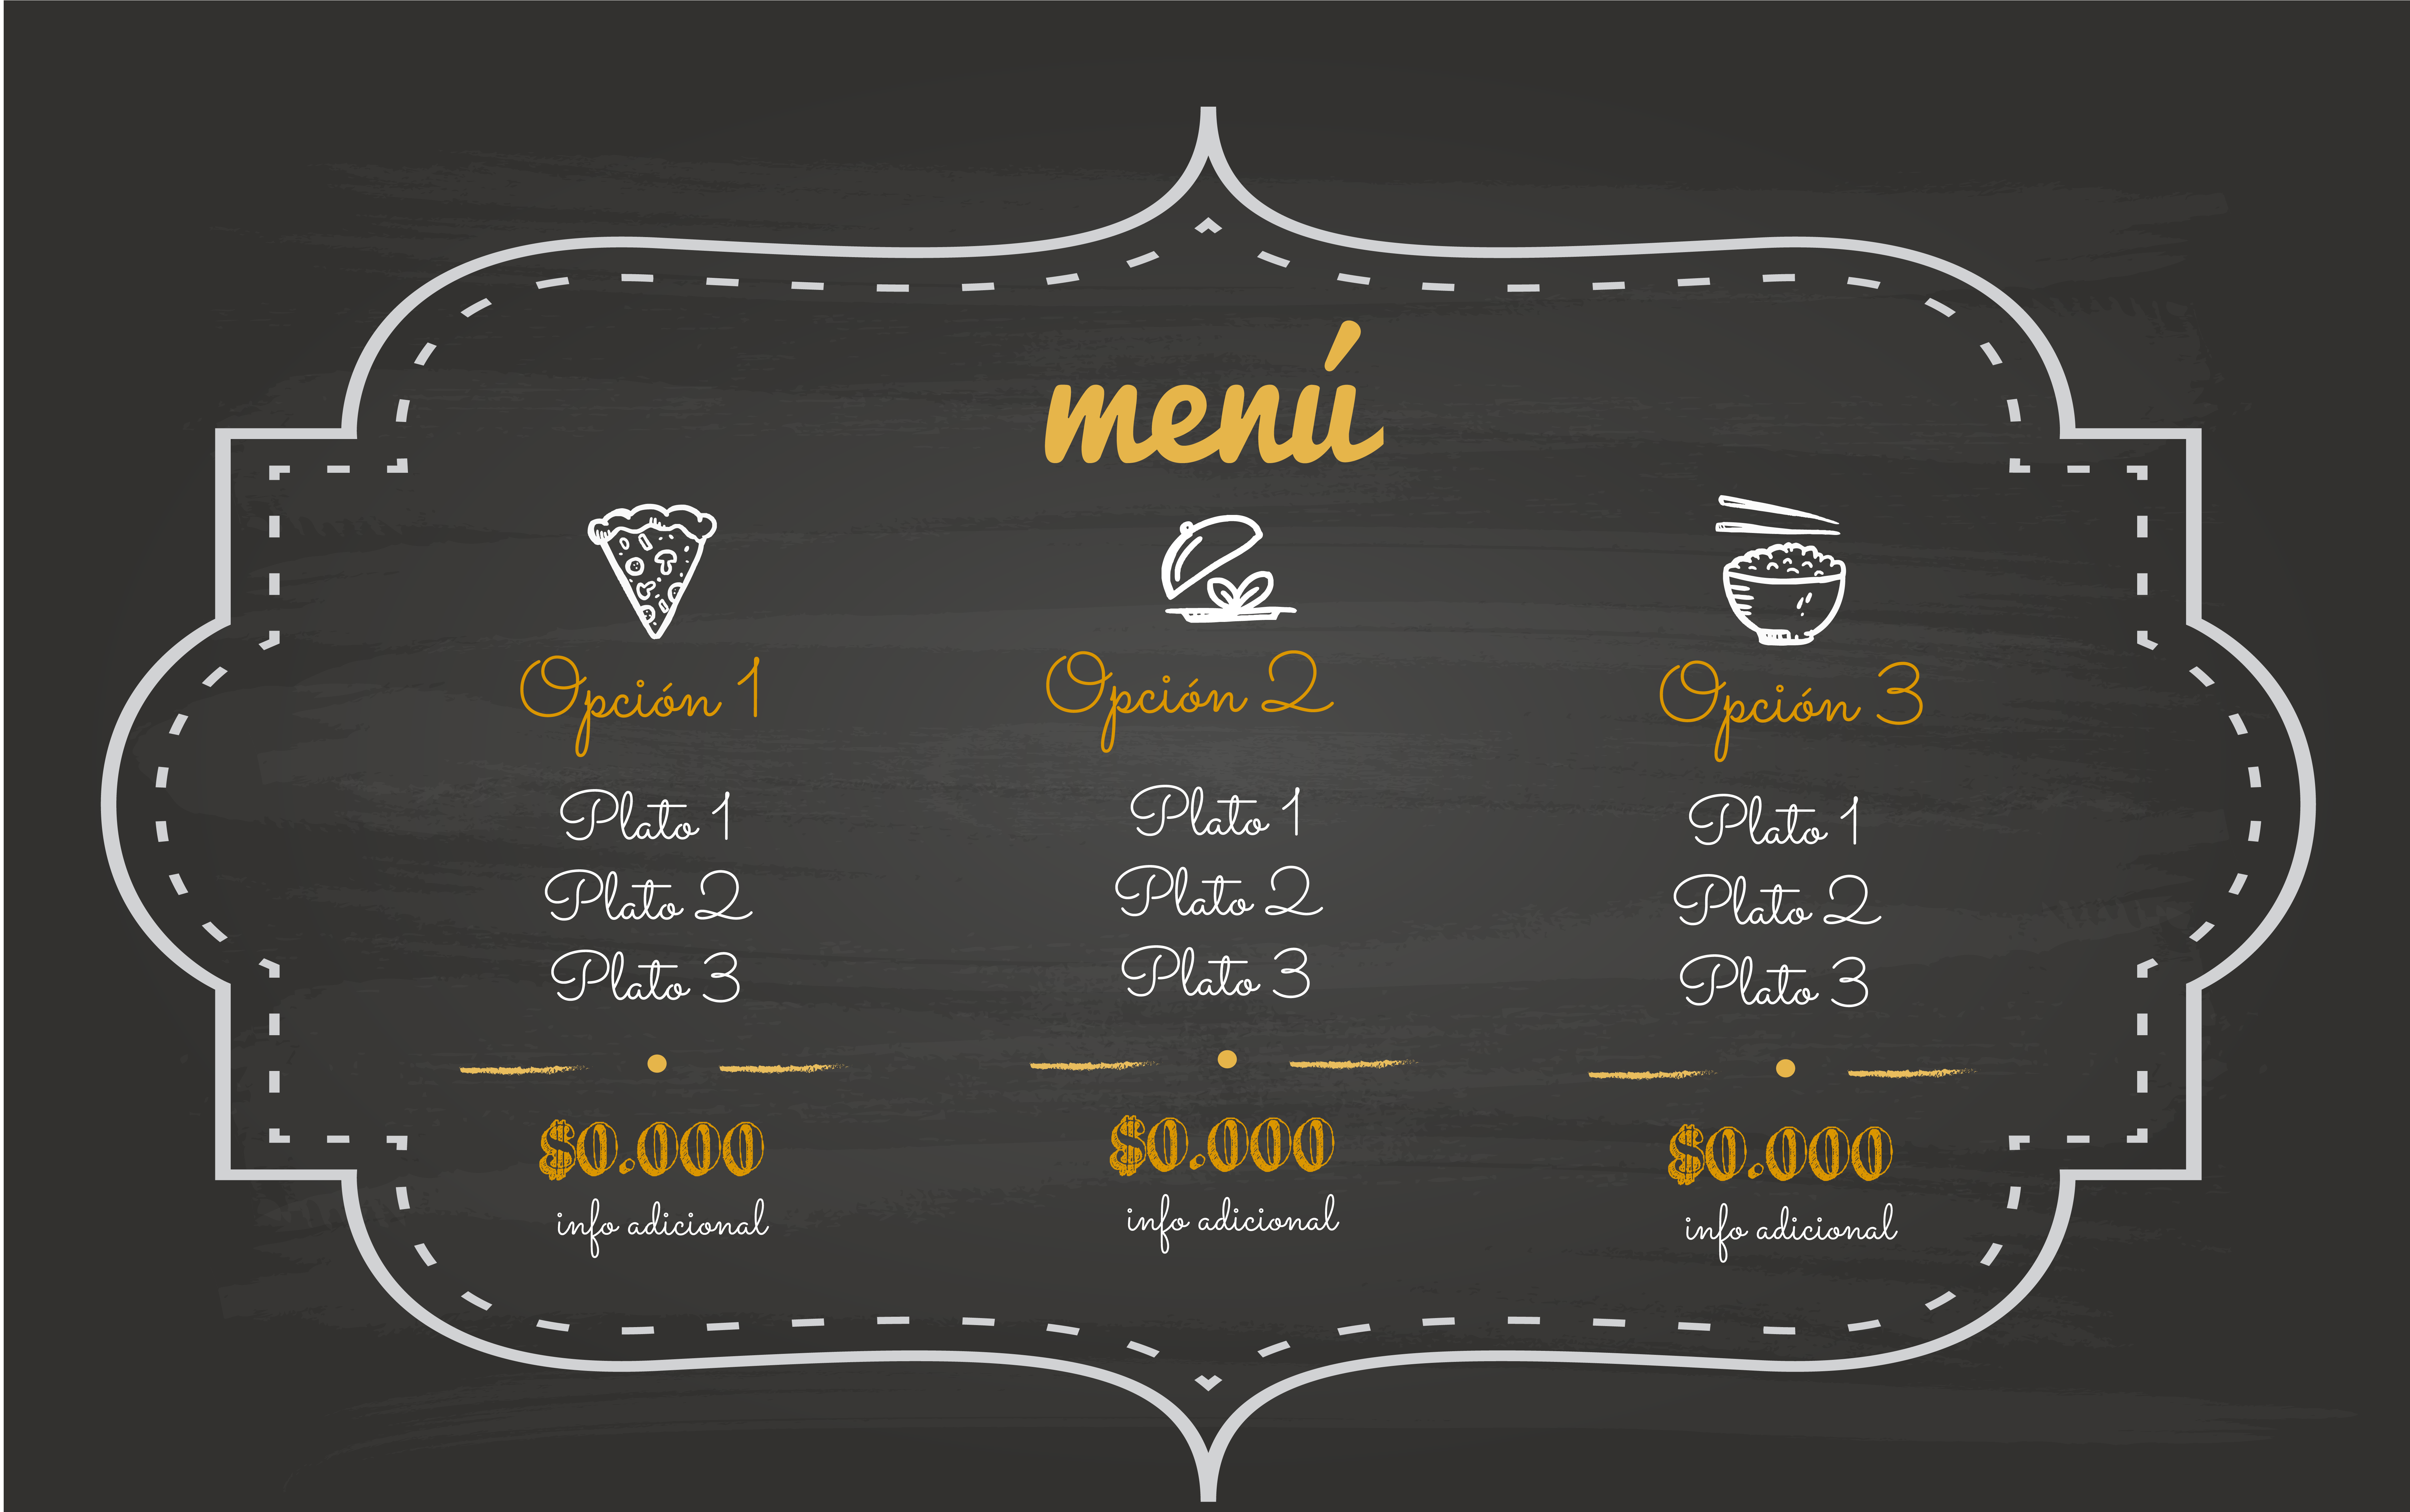 menú
Opción 1
Plato 1
Plato 2
Plato 3
$0.000
info adicional
Opción 2
Plato 1
Plato 2
Plato 3
$0.000
info adicional
Opción 3
Plato 1
Plato 2
Plato 3
$0.000
info adicional